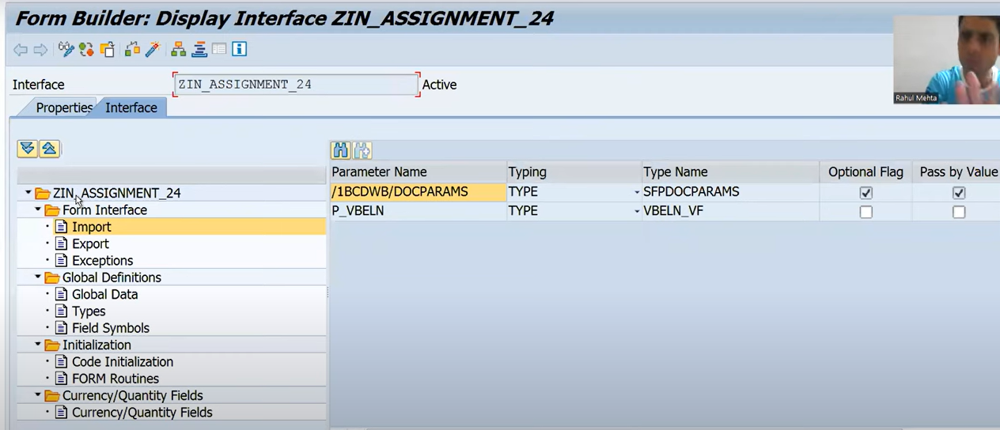 Form Builder: Display Interface ZIN_ASSIGNMENT_24
Interface ZIN_ASSIGNMENT_24 Active
Rahul Mehta
Properties Interface
Parameter Name Typing Type Name Optional Flag Pass by Value
/1BCDWB/DOCPARAMS TYPE SFPDOCPARAMS
P_VBELN TYPE VBELN_VF
ZIN_ASSIGNMENT_24
Form Interface
Import
Export
Exceptions
Global Definitions
Global Data
Types
Field Symbols
Initialization
Code Initialization
FORM Routines
Currency/Quantity Fields
Currency/Quantity Fields